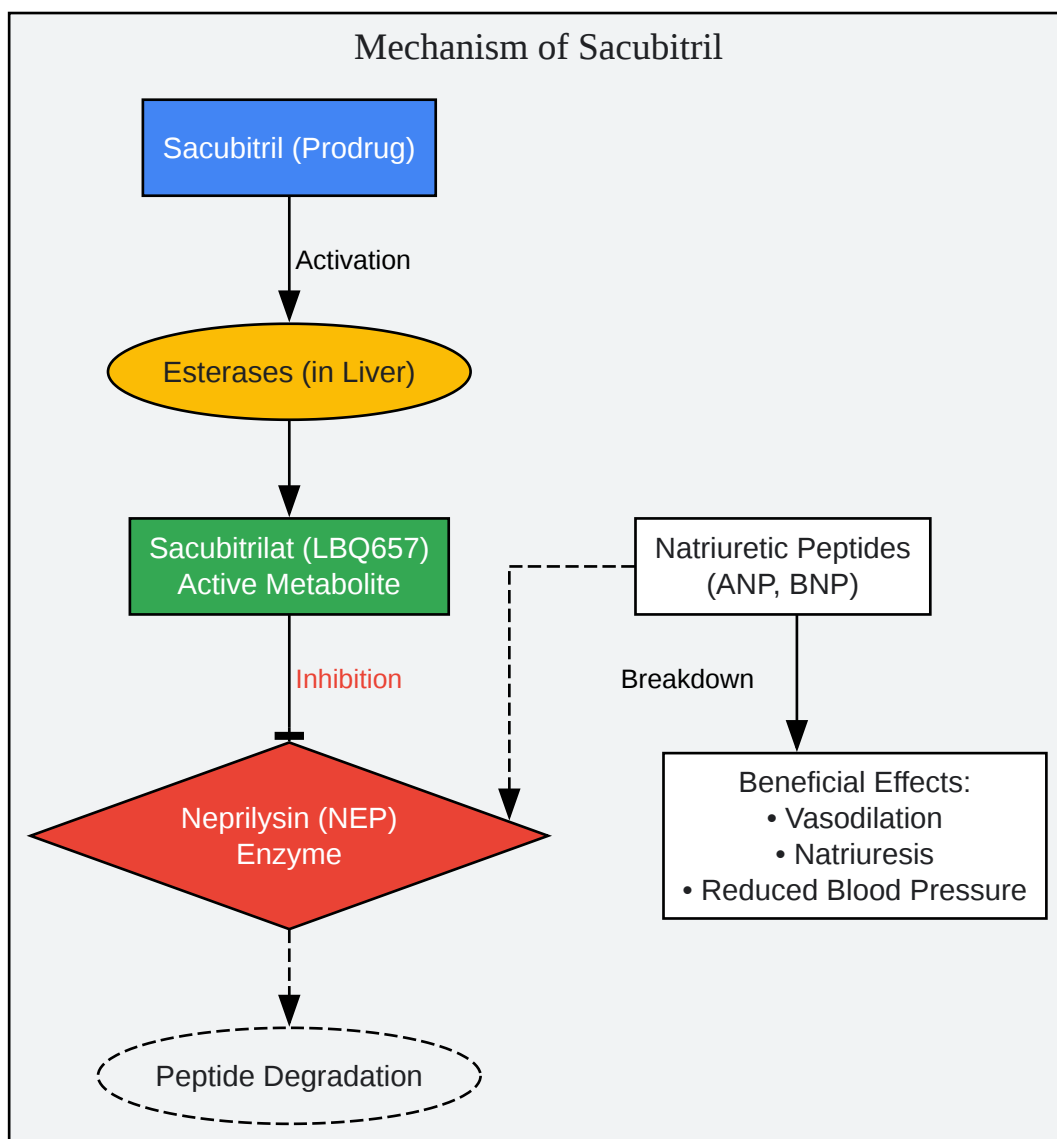 Mechanism of Sacubitril
Sacubitril (Prodrug)
Activation
Esterases (in Liver)
Sacubitrilat (LBQ657)
Active Metabolite
Natriuretic Peptides
(ANP, BNP)
Inhibition
Breakdown
Neprilysin (NEP)
Enzyme
Beneficial Effects:
• Vasodilation
• Natriuresis
• Reduced Blood Pressure
Peptide Degradation